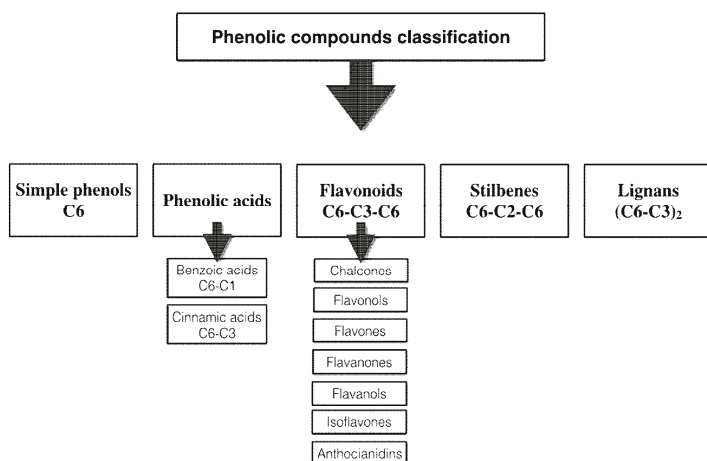 Phenolic compounds classification
Simple phenols
C6
Phenolic acids
Flavonoids
C6-C3-C6
Stilbenes
C6-C2-C6
Lignans
(C6-C3)₂
Benzoic acids
C6-C1
Cinnamic acids
C6-C3
Chalcones
Flavonols
Flavones
Flavanones
Flavanols
Isoflavones
Anthocianidins